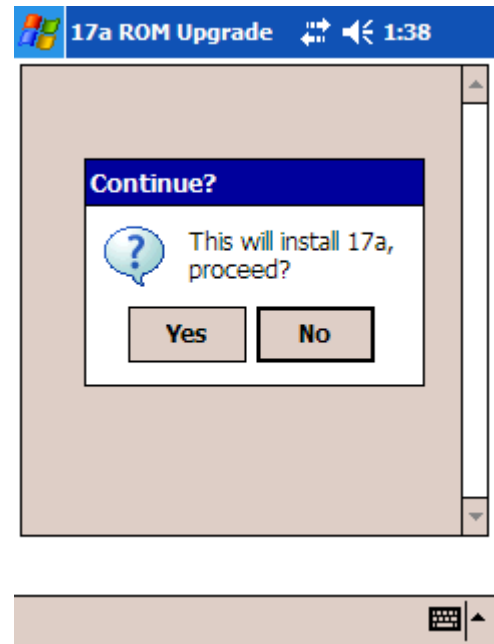 17a ROM Upgrade 1:38
Continue?
This will install 17a,
proceed?
Yes No